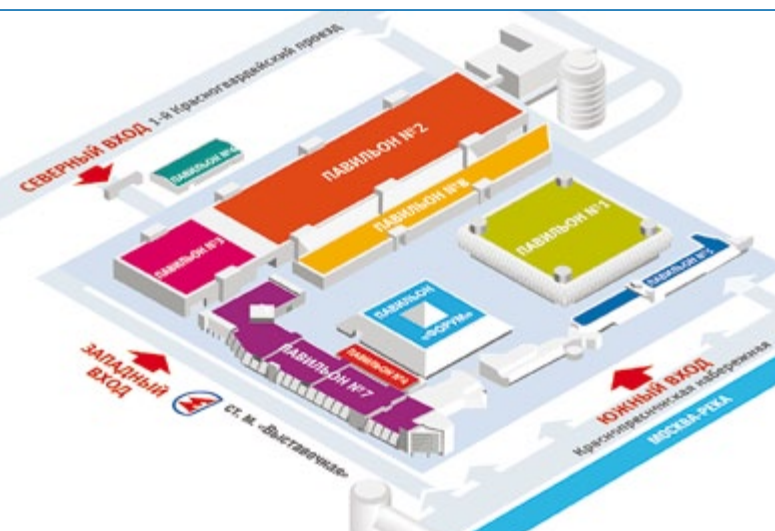 СЕВЕРНЫЙ ВХОД 1-й Красногвардейский проезд
ПАВИЛЬОН №2
ПАВИЛЬОН №8
ПАВИЛЬОН №3
ПАВИЛЬОН №1
ПАВИЛЬОН №5
ПАВИЛЬОН
«ФОРУМ»
ПАВИЛЬОН №7
ЗАПАДНЫЙ
ВХОД
М
ст. м. «Выставочная»
ЮЖНЫЙ ВХОД
Краснопресненская набережная
МОСКВА-РЕКА